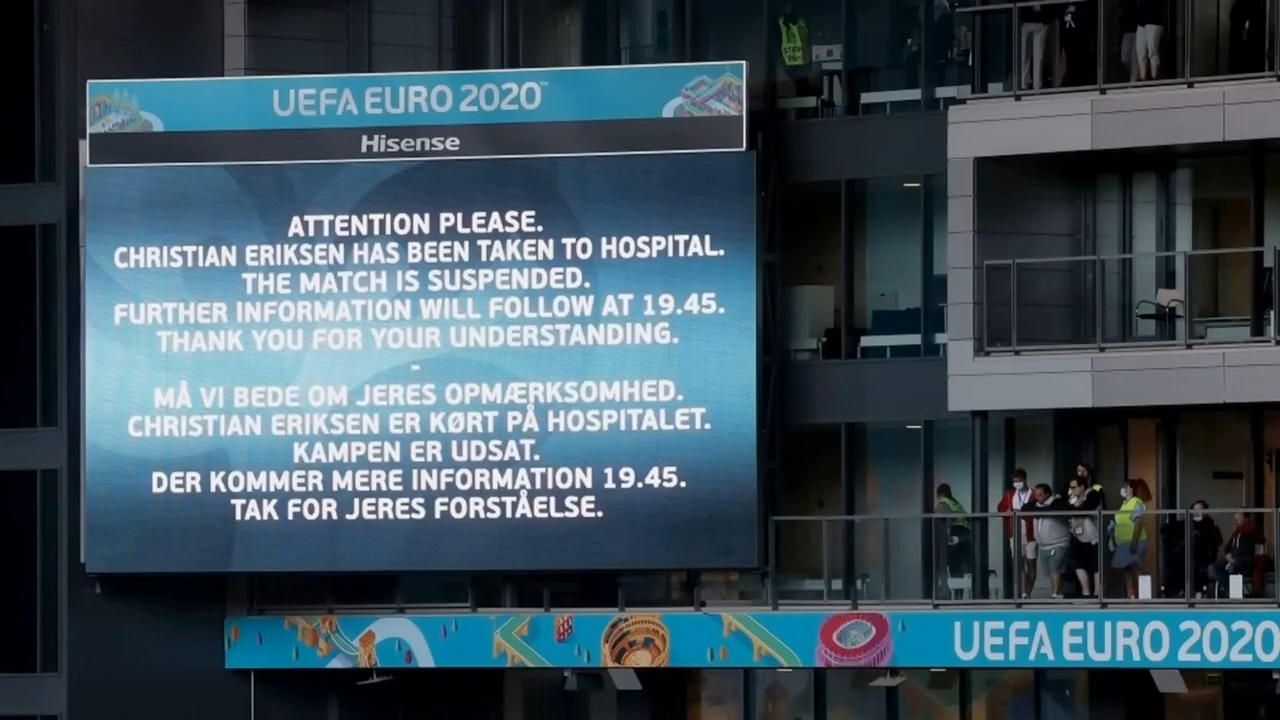 UEFA EURO 2020™
Hisense
ATTENTION PLEASE.
CHRISTIAN ERIKSEN HAS BEEN TAKEN TO HOSPITAL.
THE MATCH IS SUSPENDED.
FURTHER INFORMATION WILL FOLLOW AT 19.45.
THANK YOU FOR YOUR UNDERSTANDING.
-
MÅ VI BEDE OM JERES OPMÆRKSOMHED.
CHRISTIAN ERIKSEN ER KØRT PÅ HOSPITALET.
KAMPEN ER UDSAT.
DER KOMMER MERE INFORMATION 19.45.
TAK FOR JERES FORSTÅELSE.
UEFA EURO 2020